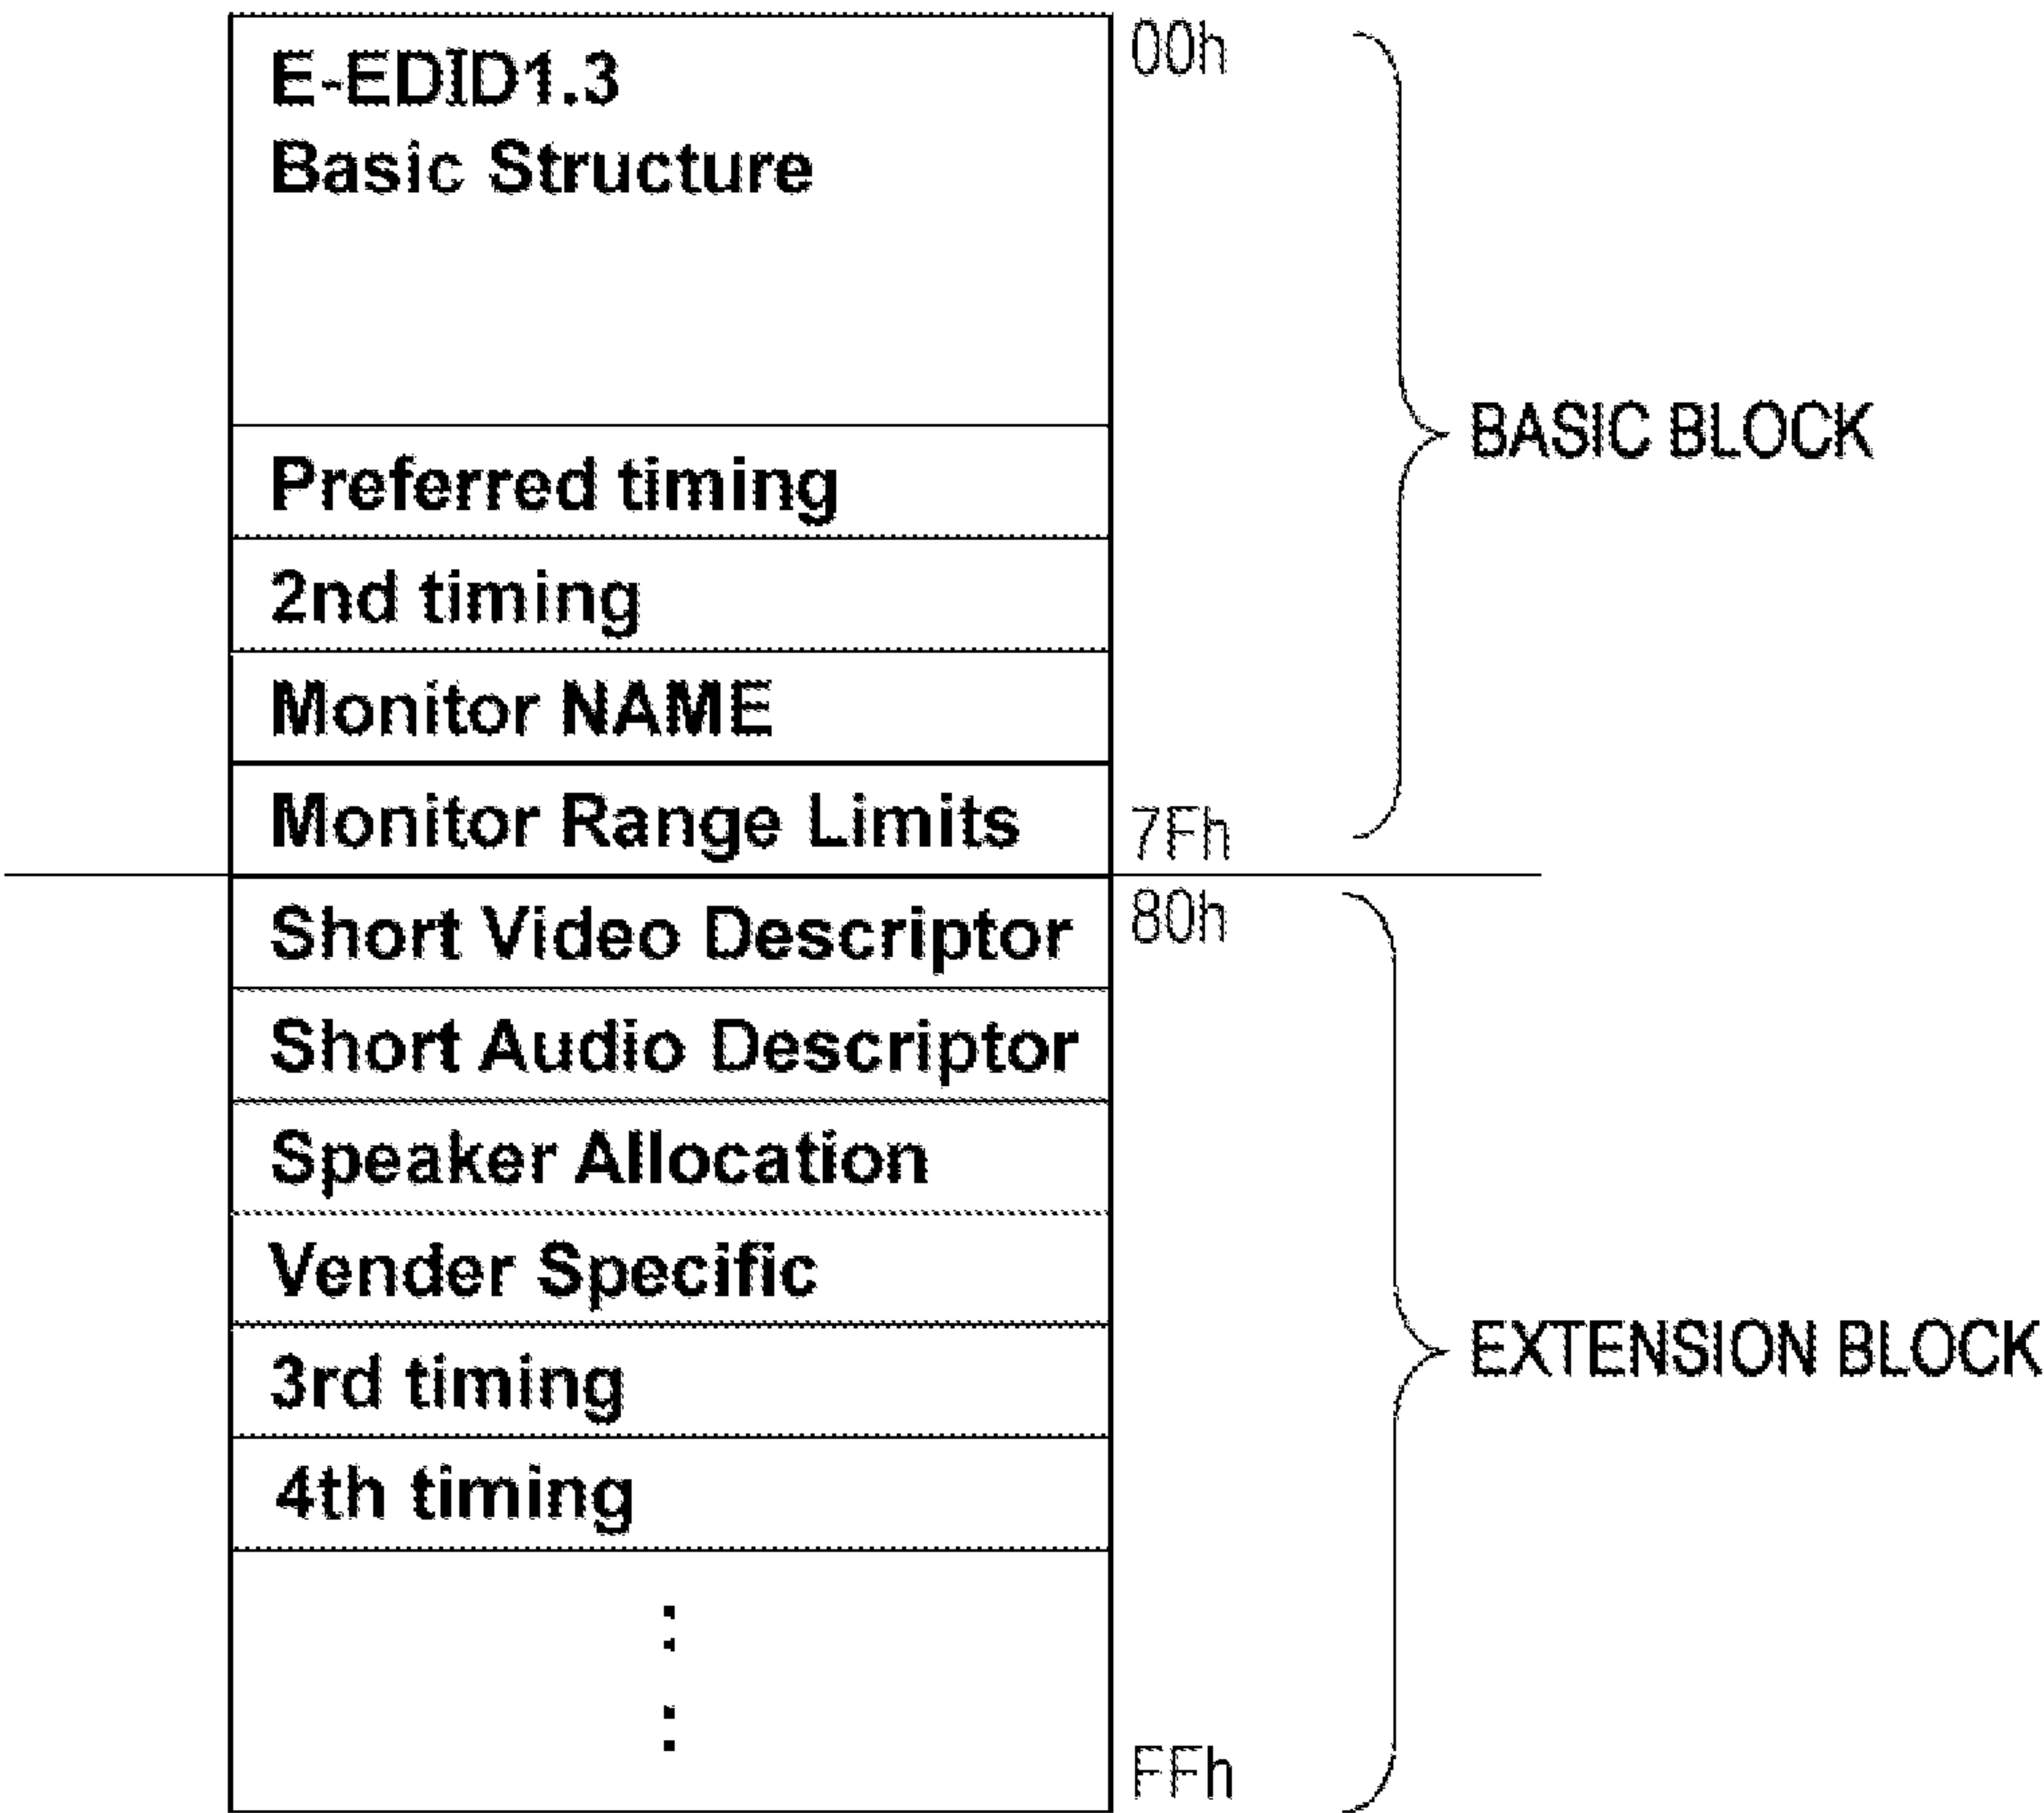 E-EDID1.3
Basic Structure
00h
BASIC BLOCK
Preferred timing
2nd timing
Monitor NAME
Monitor Range Limits
7Fh
Short Video Descriptor
80h
Short Audio Descriptor
Speaker Allocation
Vender Specific
EXTENSION BLOCK
3rd timing
4th timing
:
:
FFh